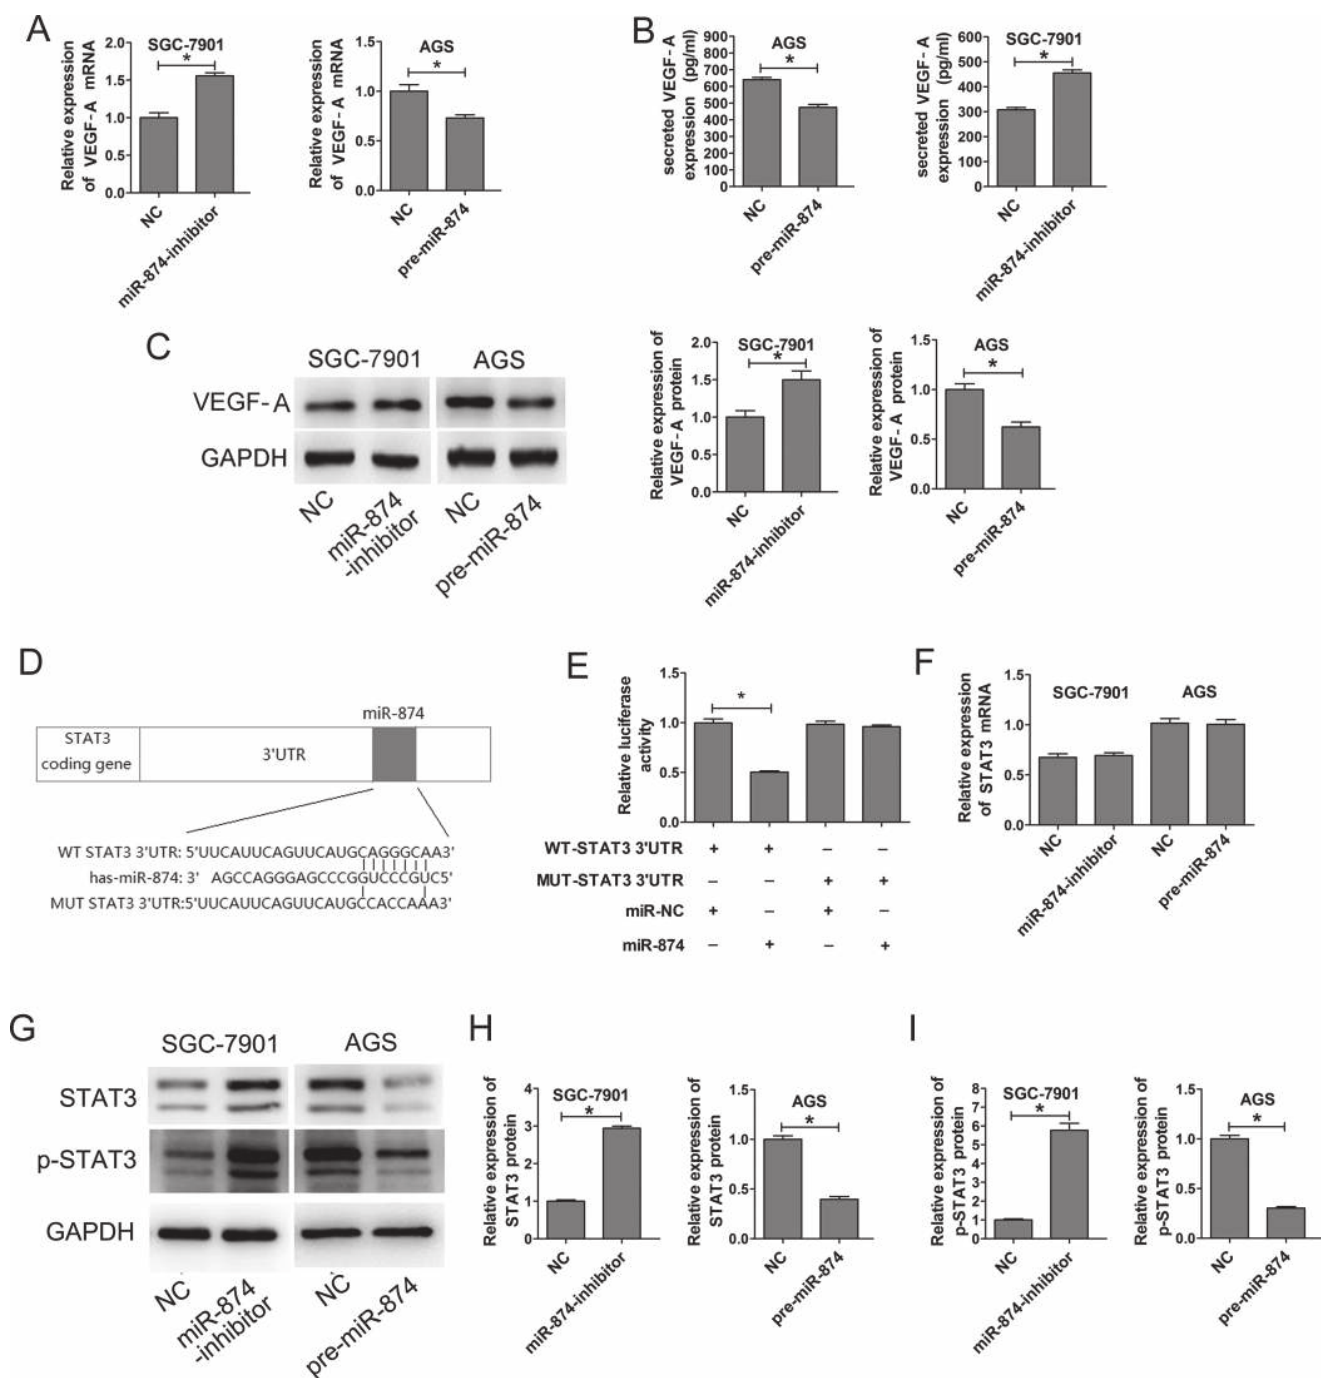 A
Relative expression
of VEGF-A mRNA
2.0
1.5
1.0
0.5
0.0
SGC-7901
*
NC
miR-874-inhibitor
Relative expression
of VEGF-A mRNA
1.5
1.0
0.5
0.0
AGS
*
NC
pre-miR-874
B
secreted VEGF-A
expression (pg/ml)
900
800
700
600
500
400
300
200
100
0
AGS
*
NC
pre-miR-874
secreted VEGF-A
expression (pg/ml)
600
500
400
300
200
100
0
SGC-7901
*
NC
miR-874-inhibitor
C
SGC-7901 AGS
VEGF-A
GAPDH
NC
miR-874
-inhibitor
NC
pre-miR-874
Relative expression of
VEGF-A protein
2.0
1.5
1.0
0.5
0.0
SGC-7901
*
NC
miR-874-inhibitor
Relative expression of
VEGF-A protein
1.5
1.0
0.5
0.0
AGS
*
NC
pre-miR-874
D
miR-874
STAT3
coding gene
3'UTR
WT STAT3 3'UTR: 5'UUCAUUCAGUUCAUGCAGGGCAA3'
has-miR-874: 3' AGCCAGGGAGCCCGGUCCCGUC5'
MUT STAT3 3'UTR:5'UUCAUUCAGUUCAUGCCACCAAA3'
E
Relative luciferase
activity
1.5
1.0
0.5
0.0
*
WT-STAT3 3'UTR + + – –
MUT-STAT3 3'UTR – – + +
miR-NC + – + –
miR-874 – + – +
F
Relative expression
of STAT3 mRNA
1.5
1.0
0.5
0.0
SGC-7901 AGS
NC
miR-874-inhibitor
NC
pre-miR-874
G
SGC-7901 AGS
STAT3
p-STAT3
GAPDH
NC
miR-874
-inhibitor
NC
pre-miR-874
H
Relative expression of
STAT3 protein
4
3
2
1
0
SGC-7901
*
NC
miR-874-inhibitor
Relative expression of
STAT3 protein
1.5
1.0
0.5
0.0
AGS
*
NC
pre-miR-874
I
Relative expression of
p-STAT3 protein
8
7
6
5
4
3
2
1
0
SGC-7901
*
NC
miR-874-inhibitor
Relative expression of
p-STAT3 protein
1.5
1.0
0.5
0.0
AGS
*
NC
pre-miR-874